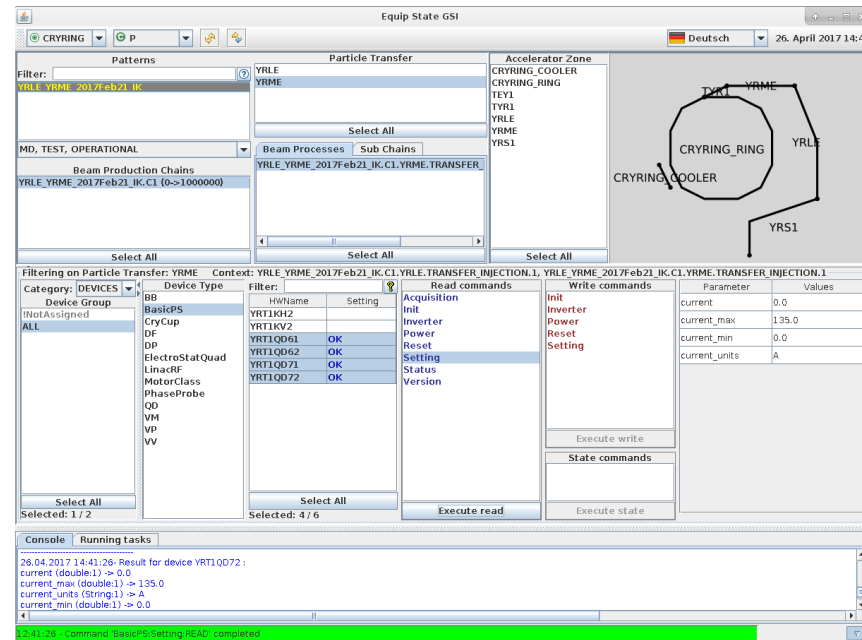 Equip State GSI
CRYRING
P
Deutsch
26. April 2017 14:4
Patterns
Filter:
YRLE_YRME_2017Feb21_IK
MD, TEST, OPERATIONAL
Beam Production Chains
YRLE_YRME_2017Feb21_IK.C1 (0->1000000)
Select All
Particle Transfer
YRLE
YRME
Select All
Beam Processes
Sub Chains
YRLE_YRME_2017Feb21_IK.C1.YRME.TRANSFER_
Select All
Accelerator Zone
CRYRING_COOLER
CRYRING_RING
TEY1
TYR1
YRLE
YRME
YRS1
Select All
TYR1
YRME
CRYRING_RING
YRLE
CRYRING_COOLER
YRS1
Filtering on Particle Transfer: YRME Context: YRLE_YRME_2017Feb21_IK.C1.YRLE.TRANSFER_INJECTION.1, YRLE_YRME_2017Feb21_IK.C1.YRME.TRANSFER_INJECTION.1
Category: DEVICES
Device Group
!NotAssigned
ALL
Select All
Selected: 1 / 2
Device Type
BB
BasicPS
CryCup
DF
DP
ElectroStatQuad
LinacRF
MotorClass
PhaseProbe
QD
VM
VP
VV
Filter:
HWName Setting
YRT1KH2
YRT1KV2
YRT1QD61 OK
YRT1QD62 OK
YRT1QD71 OK
YRT1QD72 OK
Select All
Selected: 4 / 6
Read commands
Acquisition
Init
Inverter
Power
Reset
Setting
Status
Version
Execute read
Write commands
Init
Inverter
Power
Reset
Setting
Execute write
State commands
Execute state
Parameter Values
current 0.0
current_max 135.0
current_min 0.0
current_units A
Console
Running tasks
----------------------------------------
26.04.2017 14:41:26- Result for device YRT1QD72 :
current (double:1) -> 0.0
current_max (double:1) -> 135.0
current_units (String:1) -> A
current_min (double:1) -> 0.0
12:41:26 - Command 'BasicPS:Setting:READ' completed